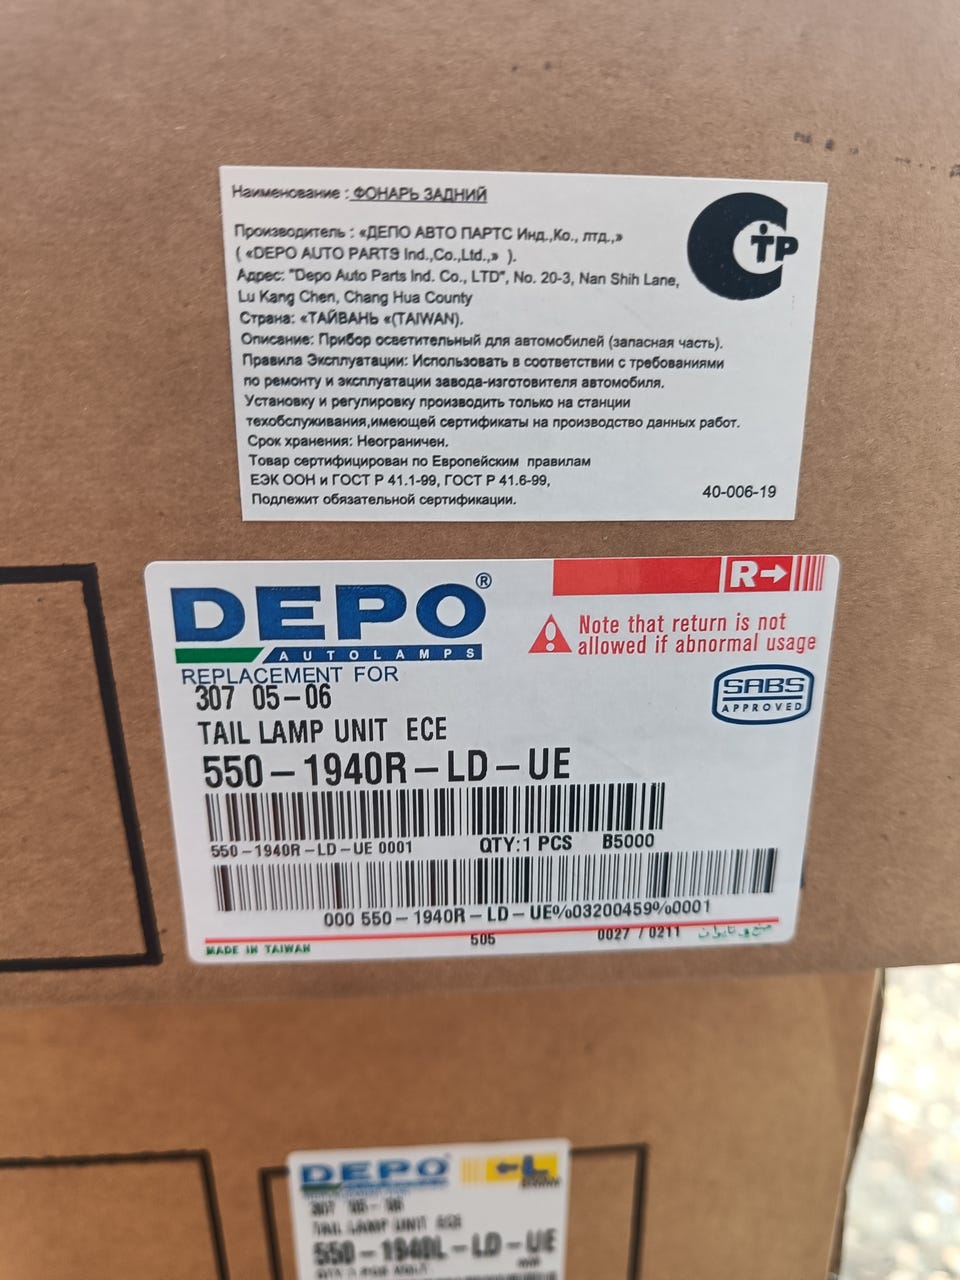 Наименование : ФОНАРЬ ЗАДНИЙ
Производитель : «ДЕПО АВТО ПАРТС Инд.,Ко., лтд.,»
( «DEPO AUTO PARTЭ Ind.,Co.,Ltd.,» ).
Адрес: "Depo Auto Parts Ind. Co., LTD", No. 20-3, Nan Shih Lane,
Lu Kang Chen, Chang Hua County
Страна: «ТАЙВАНЬ «(TAIWAN).
Описание: Прибор осветительный для автомобилей (запасная часть).
Правила Эксплуатации: Использовать в соответствии с требованиями
по ремонту и эксплуатации завода-изготовителя автомобиля.
Установку и регулировку производить только на станции
техобслуживания,имеющей сертификаты на производство данных работ.
Срок хранения: Неограничен.
Товар сертифицирован по Европейским правилам
ЕЭК ООН и ГОСТ Р 41.1-99, ГОСТ Р 41.6-99,
Подлежит обязательной сертификации.
40-006-19
СТР
DEPO®
AUTOLAMPS
R→
Note that return is not
allowed if abnormal usage
REPLACEMENT FOR
307 05-06
SABS
APPROVED
TAIL LAMP UNIT ECE
550-1940R-LD-UE
550-1940R-LD-UE 0001 QTY:1 PCS B5000
000 550-1940R-LD-UE%03200459%0001
MADE IN TAIWAN 505 0027 / 0211
DEPO ←L
307 05-06
TAIL LAMP UNIT ECE
550-1940L-LD-UE